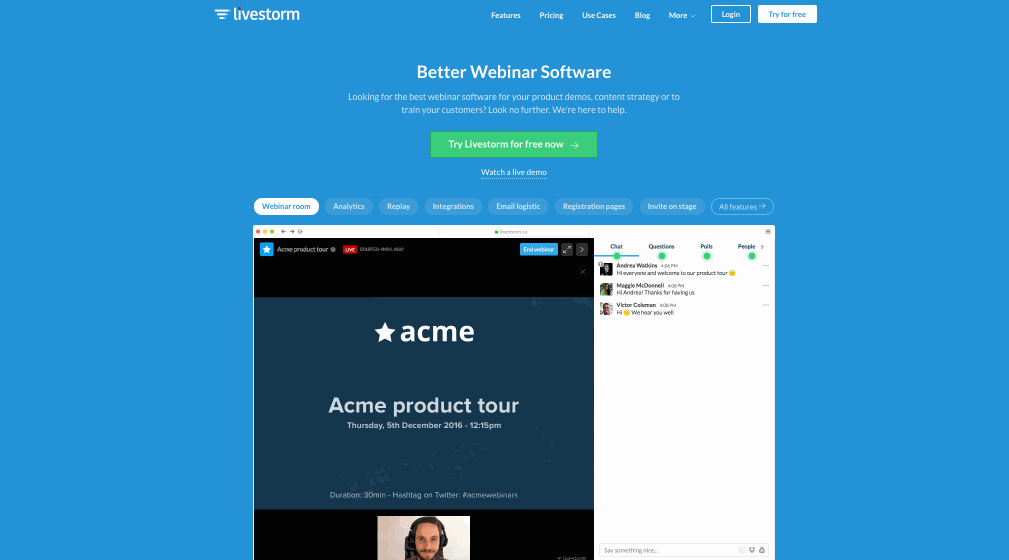 livestorm
Features Pricing Use Cases Blog More Login Try for free
Better Webinar Software
Looking for the best webinar software for your product demos, content strategy or to
train your customers? Look no further. We're here to help.
Try Livestorm for free now →
Watch a live demo
Webinar room Analytics Replay Integrations Email logistic Registration pages Invite on stage All features →
livestorm.co
Acme product tour LIVE End webinar
Chat Questions Polls People 5
Andrea Watkins 4:06 PM
Hi everyone and welcome to our product tour 🙂
Maggie McDonnell 4:08 PM
Hi Andrea! Thanks for having us
Victor Coleman 4:08 PM
Hi 🙂 We hear you well
acme
Acme product tour
Thursday, 5th December 2016 - 12:15pm
Duration: 30min - Hashtag on Twitter: #acmewebinars
livestorm
Say something nice...